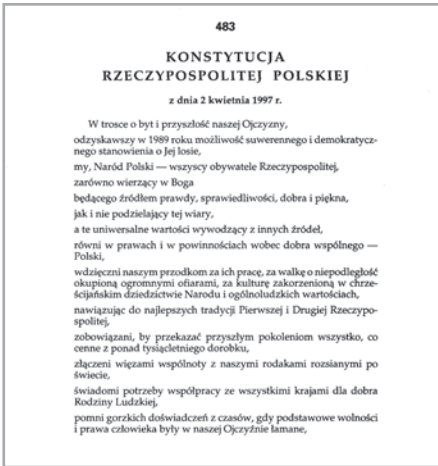 483
KONSTYTUCJA
RZECZYPOSPOLITEJ POLSKIEJ
z dnia 2 kwietnia 1997 r.
W trosce o byt i przyszłość naszej Ojczyzny,
odzyskawszy w 1989 roku możliwość suwerennego i demokratycz-
nego stanowienia o Jej losie,
my, Naród Polski — wszyscy obywatele Rzeczypospolitej,
zarówno wierzący w Boga
będącego źródłem prawdy, sprawiedliwości, dobra i piękna,
jak i nie podzielający tej wiary,
a te uniwersalne wartości wywodzący z innych źródeł,
równi w prawach i w powinnościach wobec dobra wspólnego —
Polski,
wdzięczni naszym przodkom za ich pracę, za walkę o niepodległość
okupioną ogromnymi ofiarami, za kulturę zakorzenioną w chrze-
ścijańskim dziedzictwie Narodu i ogólnoludzkich wartościach,
nawiązując do najlepszych tradycji Pierwszej i Drugiej Rzeczypo-
spolitej,
zobowiązani, by przekazać przyszłym pokoleniom wszystko, co
cenne z ponad tysiącletniego dorobku,
złączeni więzami wspólnoty z naszymi rodakami rozsianymi po
świecie,
świadomi potrzeby współpracy ze wszystkimi krajami dla dobra
Rodziny Ludzkiej,
pomni gorzkich doświadczeń z czasów, gdy podstawowe wolności
i prawa człowieka były w naszej Ojczyźnie łamane,